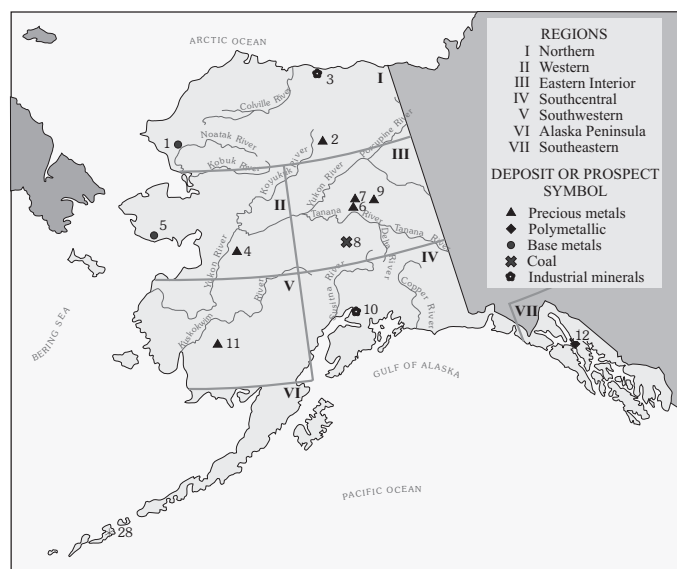 ARCTIC OCEAN
REGIONS
I Northern
II Western
III Eastern Interior
IV Southcentral
V Southwestern
VI Alaska Peninsula
VII Southeastern
DEPOSIT OR PROSPECT
SYMBOL
Precious metals
Polymetallic
Base metals
Coal
Industrial minerals
I
3
Colville River
Noatak River
1
2
Kobuk River
Koyukuk River
Porcupine River
III
II
Yukon River
7
9
6
Tanana River
Tanana River
5
8
4
Yukon River
Delta River
IV
V
Susitna River
Copper River
Kuskokwim River
10
VII
12
11
BERING SEA
GULF OF ALASKA
VI
PACIFIC OCEAN
28